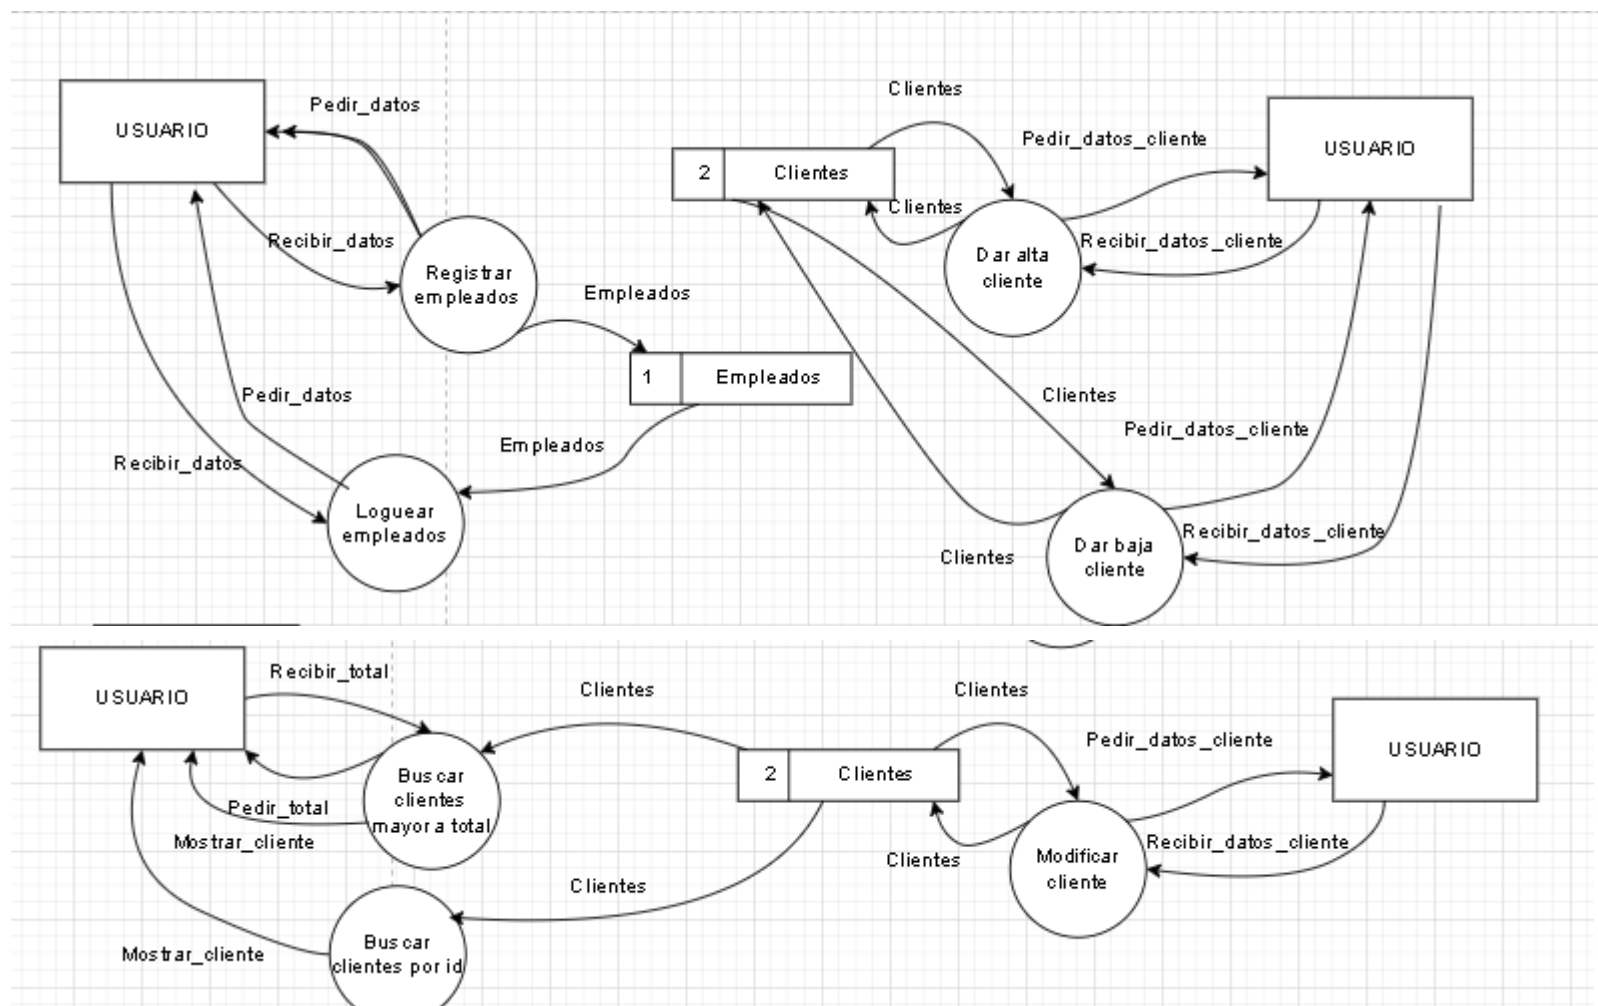 Clientes
Pedir_datos
USUARIO
Pedir_datos_cliente
USUARIO
2
Clientes
Clientes
Recibir_datos
Recibir_datos_cliente
Dar alta
cliente
Registrar
empleados
Empleados
1
Empleados
Pedir_datos
Clientes
Pedir_datos_cliente
Empleados
Recibir_datos
Loguear
empleados
Recibir_datos_cliente
Clientes
Dar baja
cliente
Recibir_total
Clientes
Clientes
USUARIO
Pedir_datos_cliente
USUARIO
Buscar
clientes
mayor a total
2
Clientes
Pedir_total
Mostrar_cliente
Recibir_datos_cliente
Clientes
Modificar
cliente
Clientes
Buscar
clientes por id
Mostrar_cliente